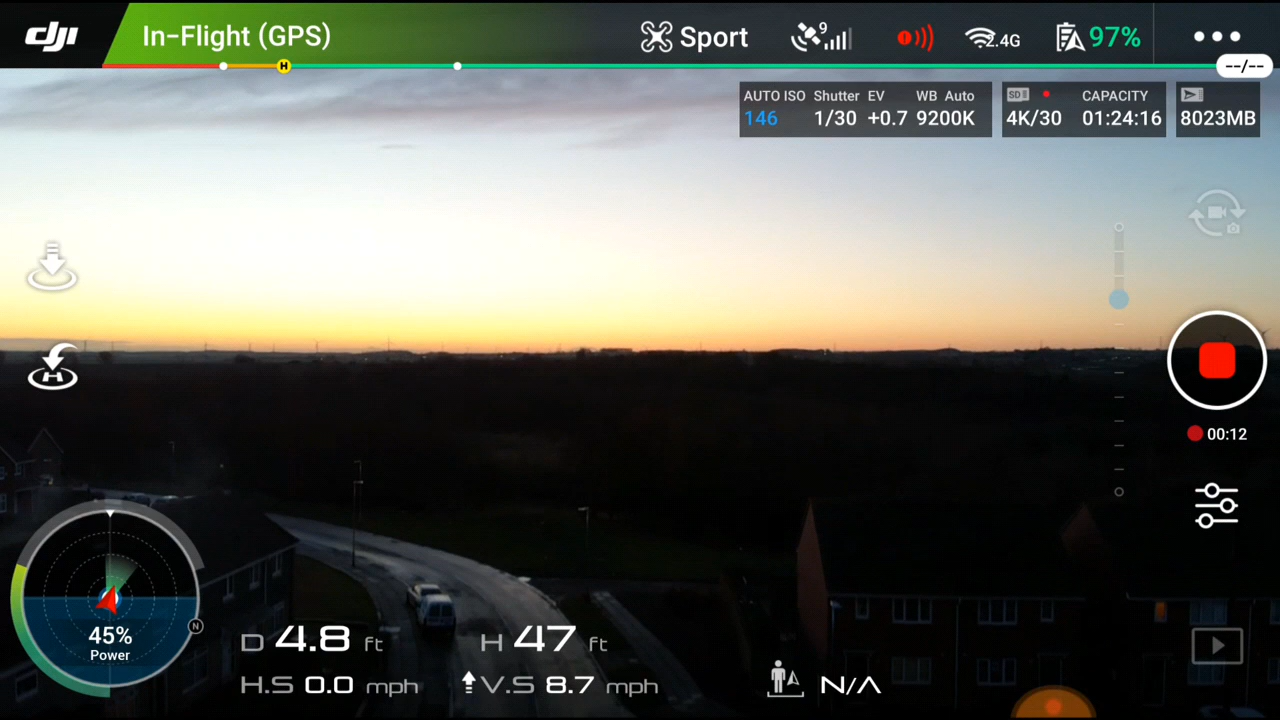 dji In-Flight (GPS) Sport 9 2.4G 97%
H --/--
AUTO ISO Shutter EV WB Auto SD CAPACITY
146 1/30 +0.7 9200K 4K/30 01:24:16 8023MB
H
00:12
N
45%
Power
D 4.8 ft H 47 ft
H.S 0.0 mph V.S 8.7 mph N/A